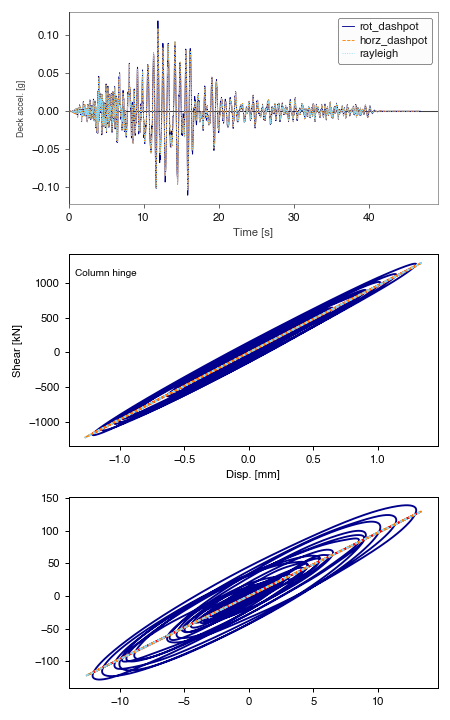 0.10
0.05
0.00
−0.05
−0.10
Deck accel. [g]
rot_dashpot
horz_dashpot
rayleigh
0 10 20 30 40
Time [s]
Column hinge
1000
500
0
−500
−1000
Shear [kN]
−1.0 −0.5 0.0 0.5 1.0
Disp. [mm]
150
100
50
0
−50
−100
−10 −5 0 5 10